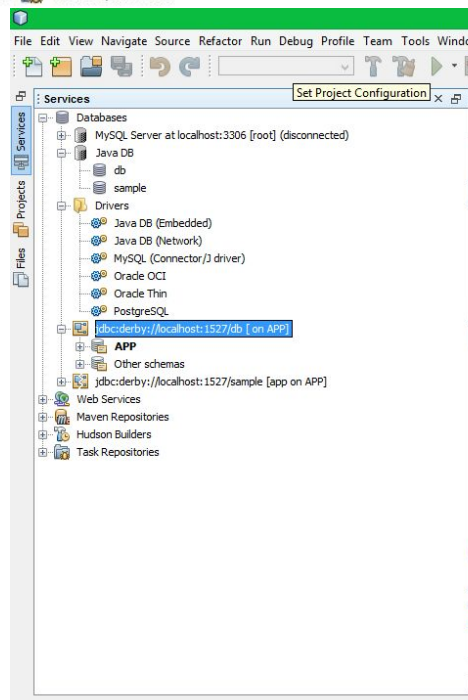 File Edit View Navigate Source Refactor Run Debug Profile Team Tools
Set Project Configuration
Services
Services
Projects
Files
Databases
MySQL Server at localhost:3306 [root] (disconnected)
Java DB
db
sample
Drivers
Java DB (Embedded)
Java DB (Network)
MySQL (Connector/J driver)
Oracle OCI
Oracle Thin
PostgreSQL
jdbc:derby://localhost:1527/db [ on APP]
APP
Other schemas
jdbc:derby://localhost:1527/sample [app on APP]
Web Services
Maven Repositories
Hudson Builders
Task Repositories